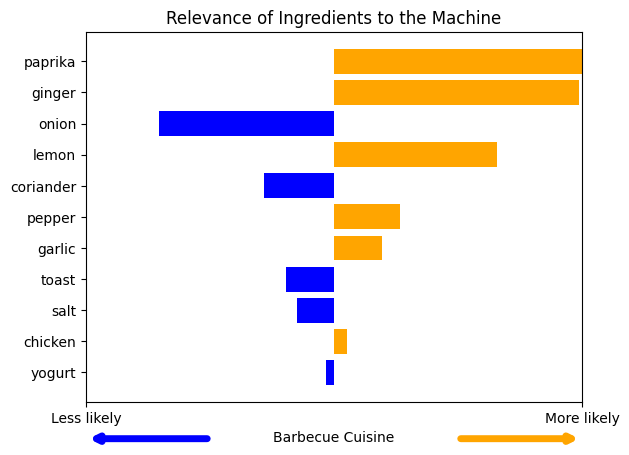 Relevance of Ingredients to the Machine
paprika
ginger
onion
lemon
coriander
pepper
garlic
toast
salt
chicken
yogurt
Less likely More likely
Barbecue Cuisine